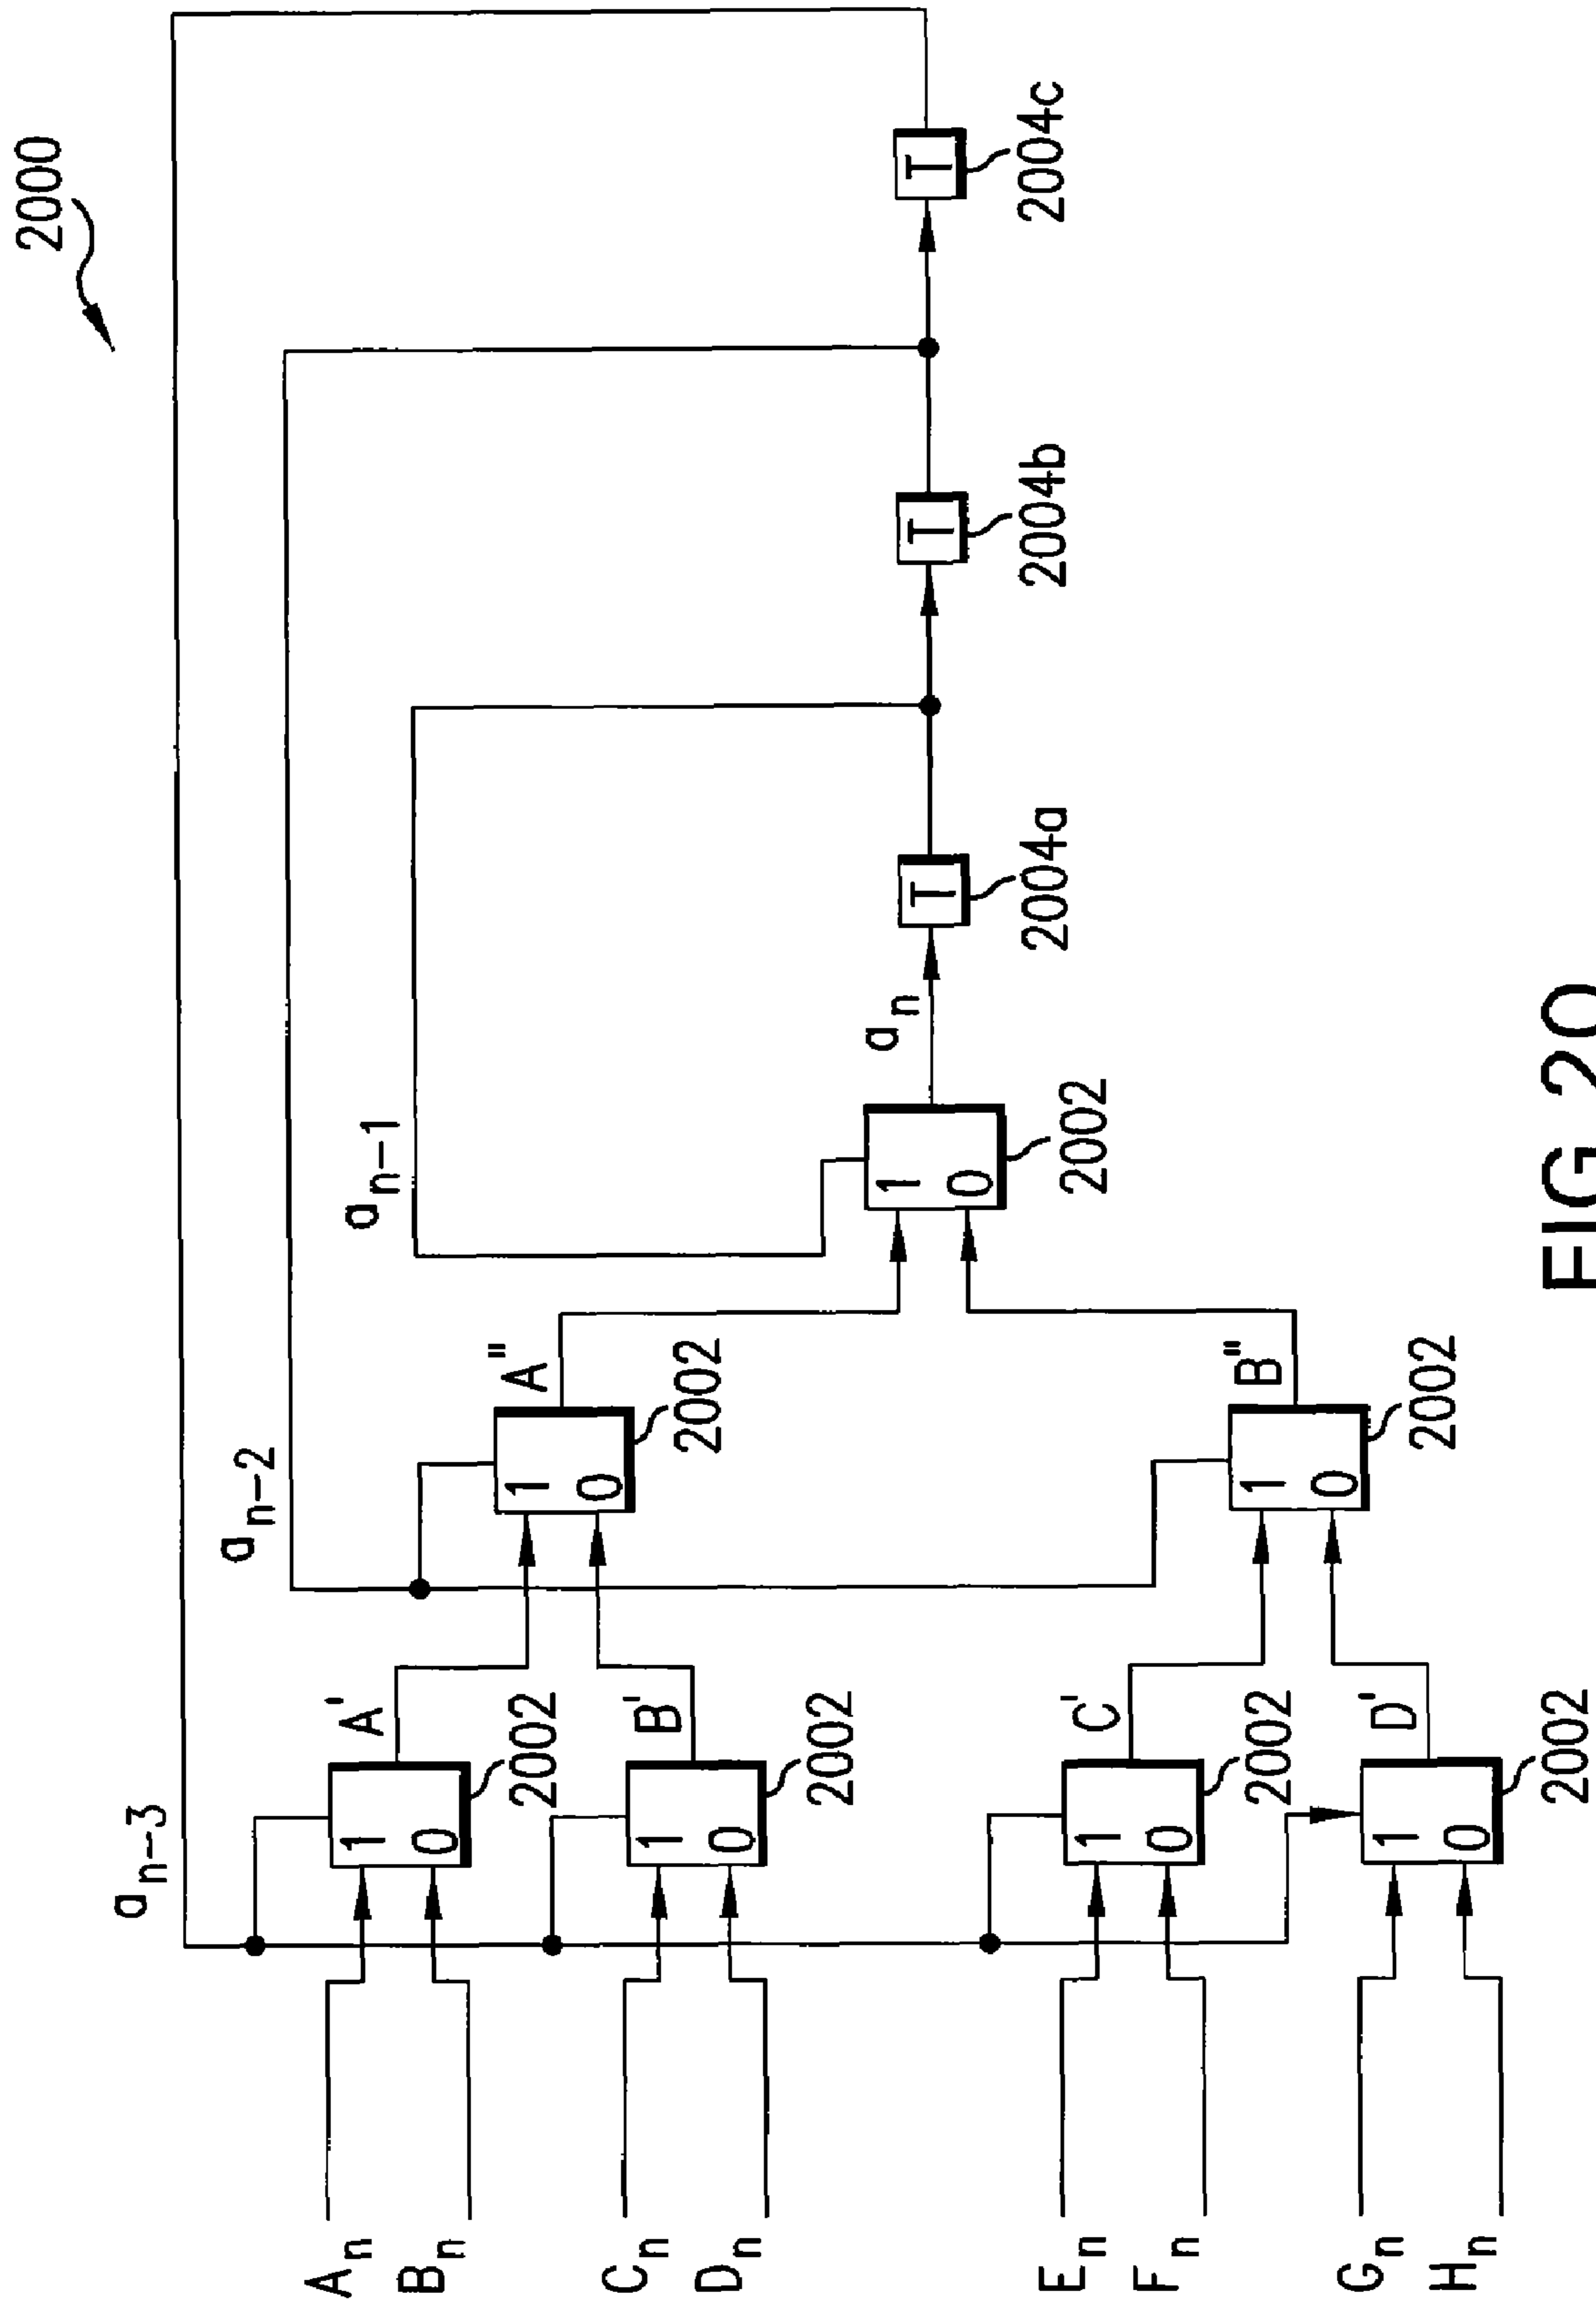 2000
a n-3
a n-2
a n-1
A n
B n
1
0
A'
2002
C n
D n
1
0
B'
2002
1
0
A"
2002
1
0
2002
a n
T
2004a
T
2004b
T
2004c
E n
F n
1
0
C'
2002
G n
H n
1
0
D'
2002
1
0
B"
2002
FIG.20